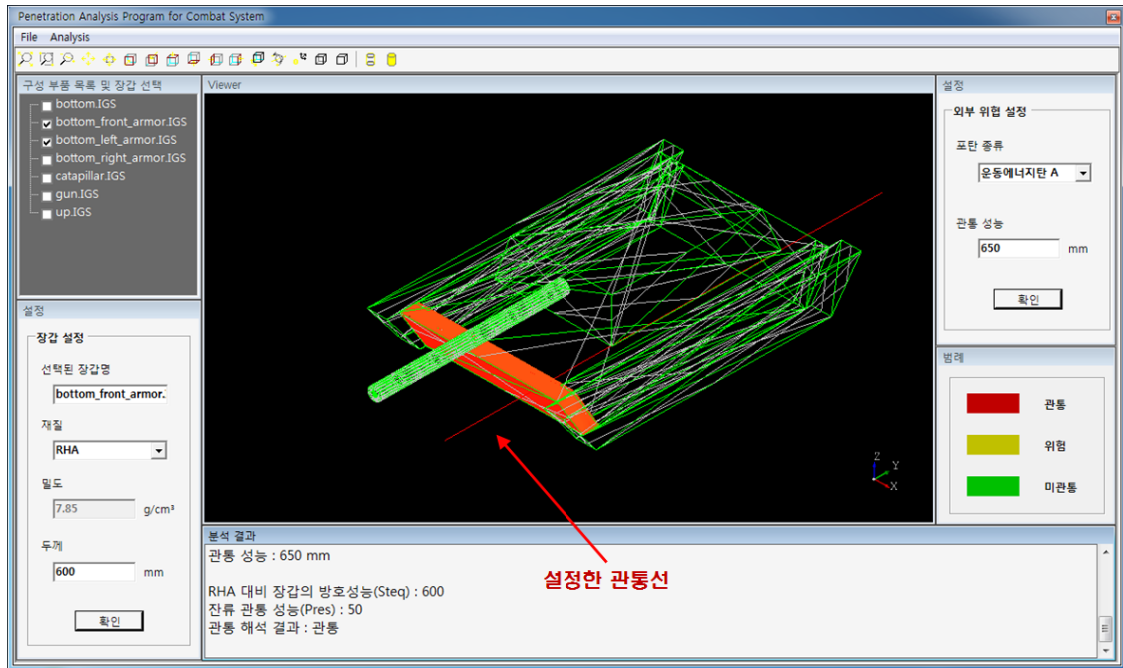 Penetration Analysis Program for Combat System
File Analysis
구성 부품 목록 및 장갑 선택
bottom.IGS
bottom_front_armor.IGS
bottom_left_armor.IGS
bottom_right_armor.IGS
catapillar.IGS
gun.IGS
up.IGS
설정
장갑 설정
선택된 장갑명
bottom_front_armor.
재질
RHA
밀도
7.85 g/cm³
두께
600 mm
확인
Viewer
Z
Y
X
설정한 관통선
분석 결과
관통 성능 : 650 mm
RHA 대비 장갑의 방호성능(Steq) : 600
잔류 관통 성능(Pres) : 50
관통 해석 결과 : 관통
설정
외부 위협 설정
포탄 종류
운동에너지탄 A
관통 성능
650 mm
확인
범례
관통
위험
미관통